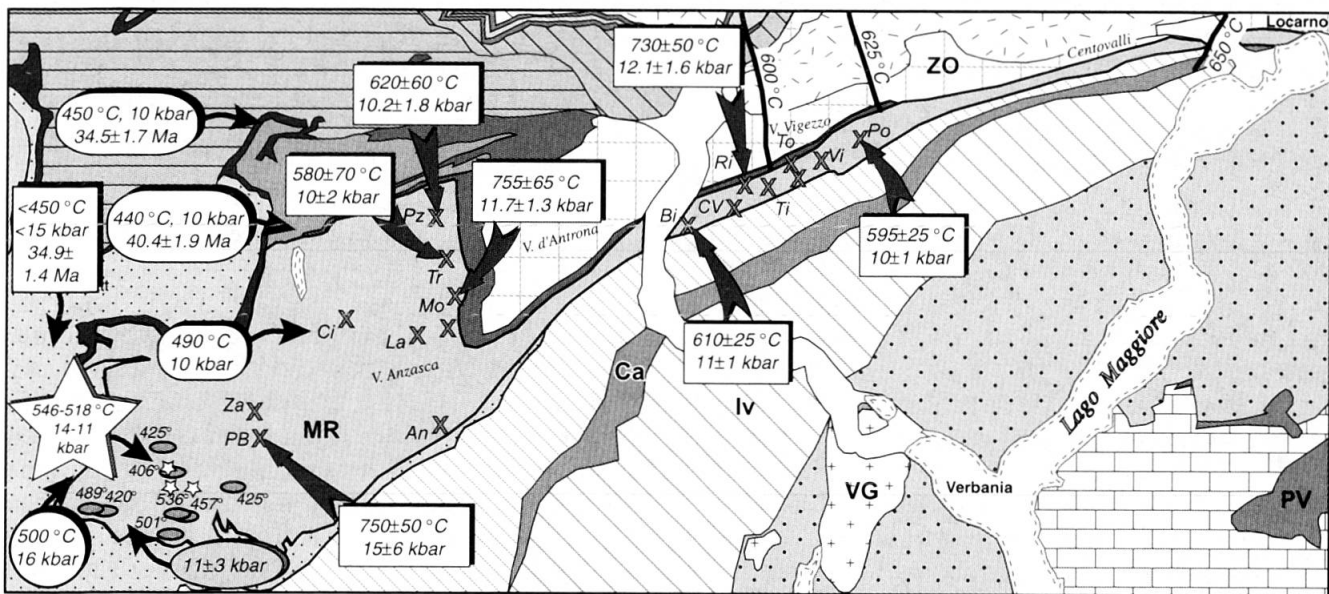 Locarno
730±50 °C
12.1±1.6 kbar
600 °C
625 °C
ZO
Centovalli
650 °C
620±60 °C
10.2±1.8 kbar
450 °C, 10 kbar
34.5±1.7 Ma
V. Vigezzo
To
Po
Vi
Ri
580±70 °C
10±2 kbar
755±65 °C
11.7±1.3 kbar
<450 °C
<15 kbar
34.9±
1.4 Ma
440 °C, 10 kbar
40.4±1.9 Ma
Pz
Bi
CV
Ti
V. d'Antrona
595±25 °C
10±1 kbar
Tr
Mo
Ci
La
490 °C
10 kbar
610±25 °C
11±1 kbar
V. Anzasca
Ca
Iv
Lago Maggiore
546-518 °C
14-11
kbar
Za
PB
MR
An
425°
406°
489°
420°
536°
457°
425°
501°
500 °C
16 kbar
11±3 kbar
750±50 °C
15±6 kbar
VG
Verbania
PV